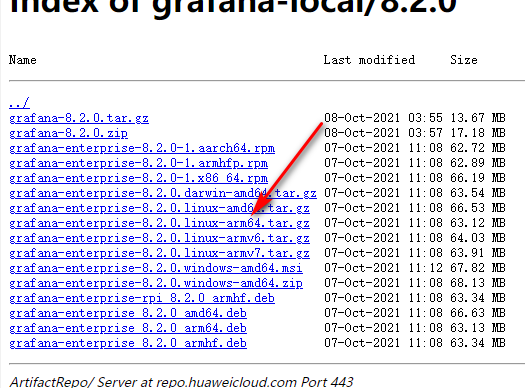 Index of grafana-local/8.2.0
Name Last modified Size
../
grafana-8.2.0.tar.gz 08-Oct-2021 03:55 13.67 MB
grafana-8.2.0.zip 08-Oct-2021 03:57 17.18 MB
grafana-enterprise-8.2.0-1.aarch64.rpm 07-Oct-2021 11:08 62.72 MB
grafana-enterprise-8.2.0-1.armhfp.rpm 07-Oct-2021 11:08 62.89 MB
grafana-enterprise-8.2.0-1.x86_64.rpm 07-Oct-2021 11:08 66.19 MB
grafana-enterprise-8.2.0.darwin-amd64.tar.gz 07-Oct-2021 11:08 63.54 MB
grafana-enterprise-8.2.0.linux-amd64.tar.gz 07-Oct-2021 11:08 66.53 MB
grafana-enterprise-8.2.0.linux-arm64.tar.gz 07-Oct-2021 11:08 63.12 MB
grafana-enterprise-8.2.0.linux-armv6.tar.gz 07-Oct-2021 11:08 64.03 MB
grafana-enterprise-8.2.0.linux-armv7.tar.gz 07-Oct-2021 11:08 63.91 MB
grafana-enterprise-8.2.0.windows-amd64.msi 07-Oct-2021 11:12 67.82 MB
grafana-enterprise-8.2.0.windows-amd64.zip 07-Oct-2021 11:08 68.13 MB
grafana-enterprise-rpi_8.2.0_armhf.deb 07-Oct-2021 11:08 63.34 MB
grafana-enterprise_8.2.0_amd64.deb 07-Oct-2021 11:08 66.63 MB
grafana-enterprise_8.2.0_arm64.deb 07-Oct-2021 11:08 63.13 MB
grafana-enterprise_8.2.0_armhf.deb 07-Oct-2021 11:08 63.34 MB
ArtifactRepo/ Server at repo.huaweicloud.com Port 443